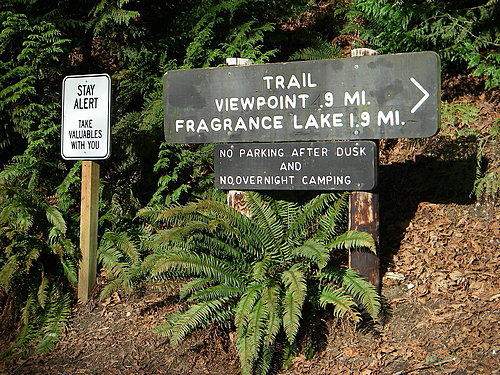 STAY
ALERT
TAKE
VALUABLES
WITH YOU
TRAIL
VIEWPOINT .9 MI.
FRAGRANCE LAKE 1.9 MI.
NO PARKING AFTER DUSK
AND
NO OVERNIGHT CAMPING